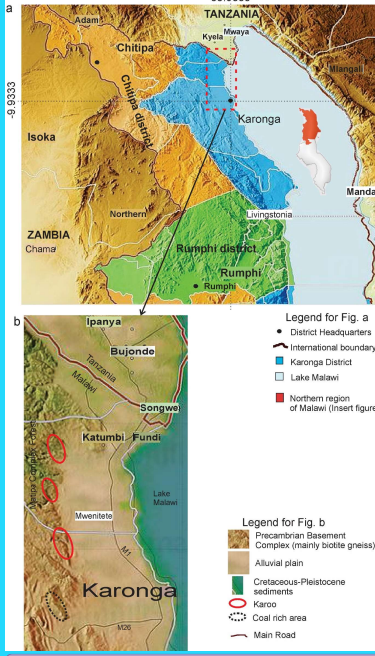 a
TANZANIA
Mwaya
Kyela
Adam
Chitipa
Mlangali
-9.9333
Karonga
Chitipa district
Isoka
Manda
Northern
Livingstonia
ZAMBIA
Chama
Rumphi district
Rumphi
Rumphi
Legend for Fig. a
District Headquarters
International boundary
Karonga District
Lake Malawi
Northern region
of Malawi (Insert figure
b
Ipanya
Bujonde
Tanzania
Malawi
Songwe
Katumbi
Fundi
Lake
Malawi
Mwenitete
M1
Karonga
M26
Legend for Fig. b
Precambrian Basement
Complex (mainly biotite gneiss)
Alluvial plain
Cretaceous-Pleistocene
sediments
Karoo
Coal rich area
Main Road